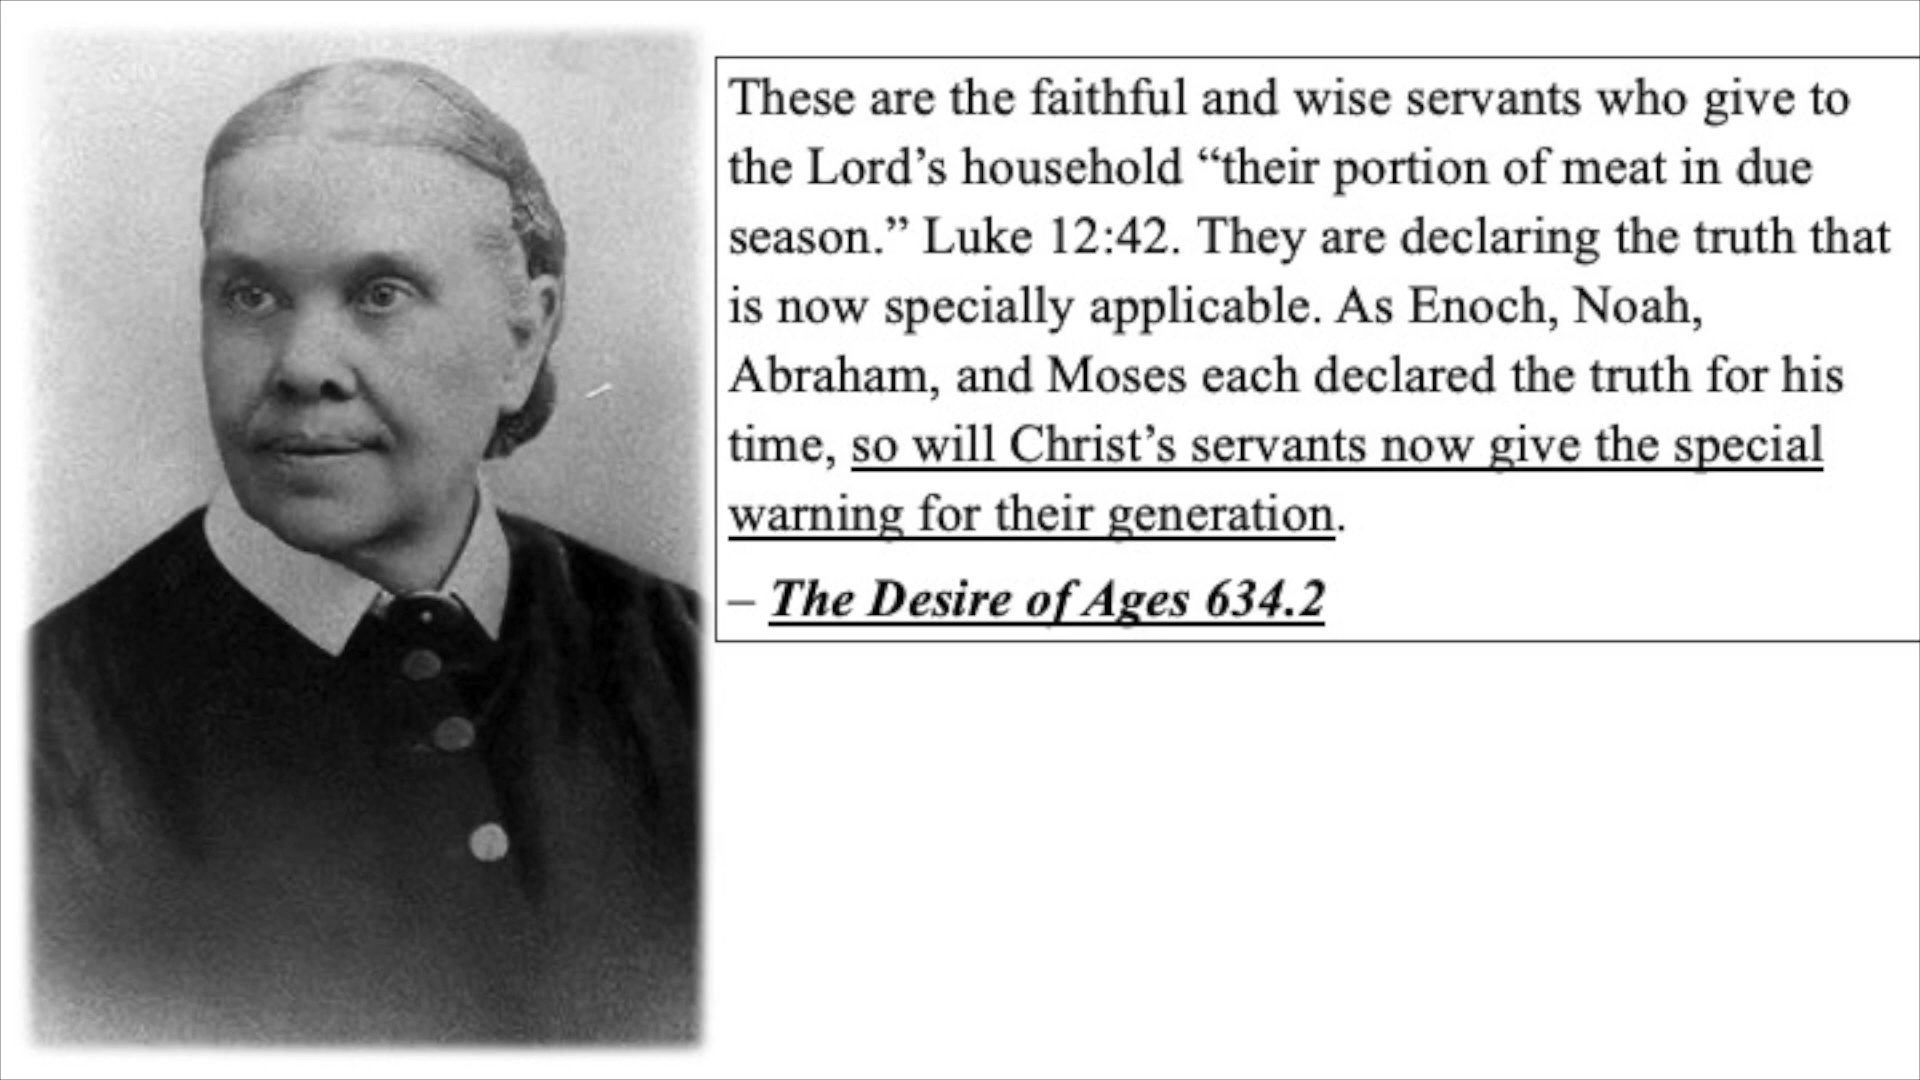 These are the faithful and wise servants who give to
the Lord’s household “their portion of meat in due
season.” Luke 12:42. They are declaring the truth that
is now specially applicable. As Enoch, Noah,
Abraham, and Moses each declared the truth for his
time, so will Christ’s servants now give the special
warning for their generation.
– The Desire of Ages 634.2